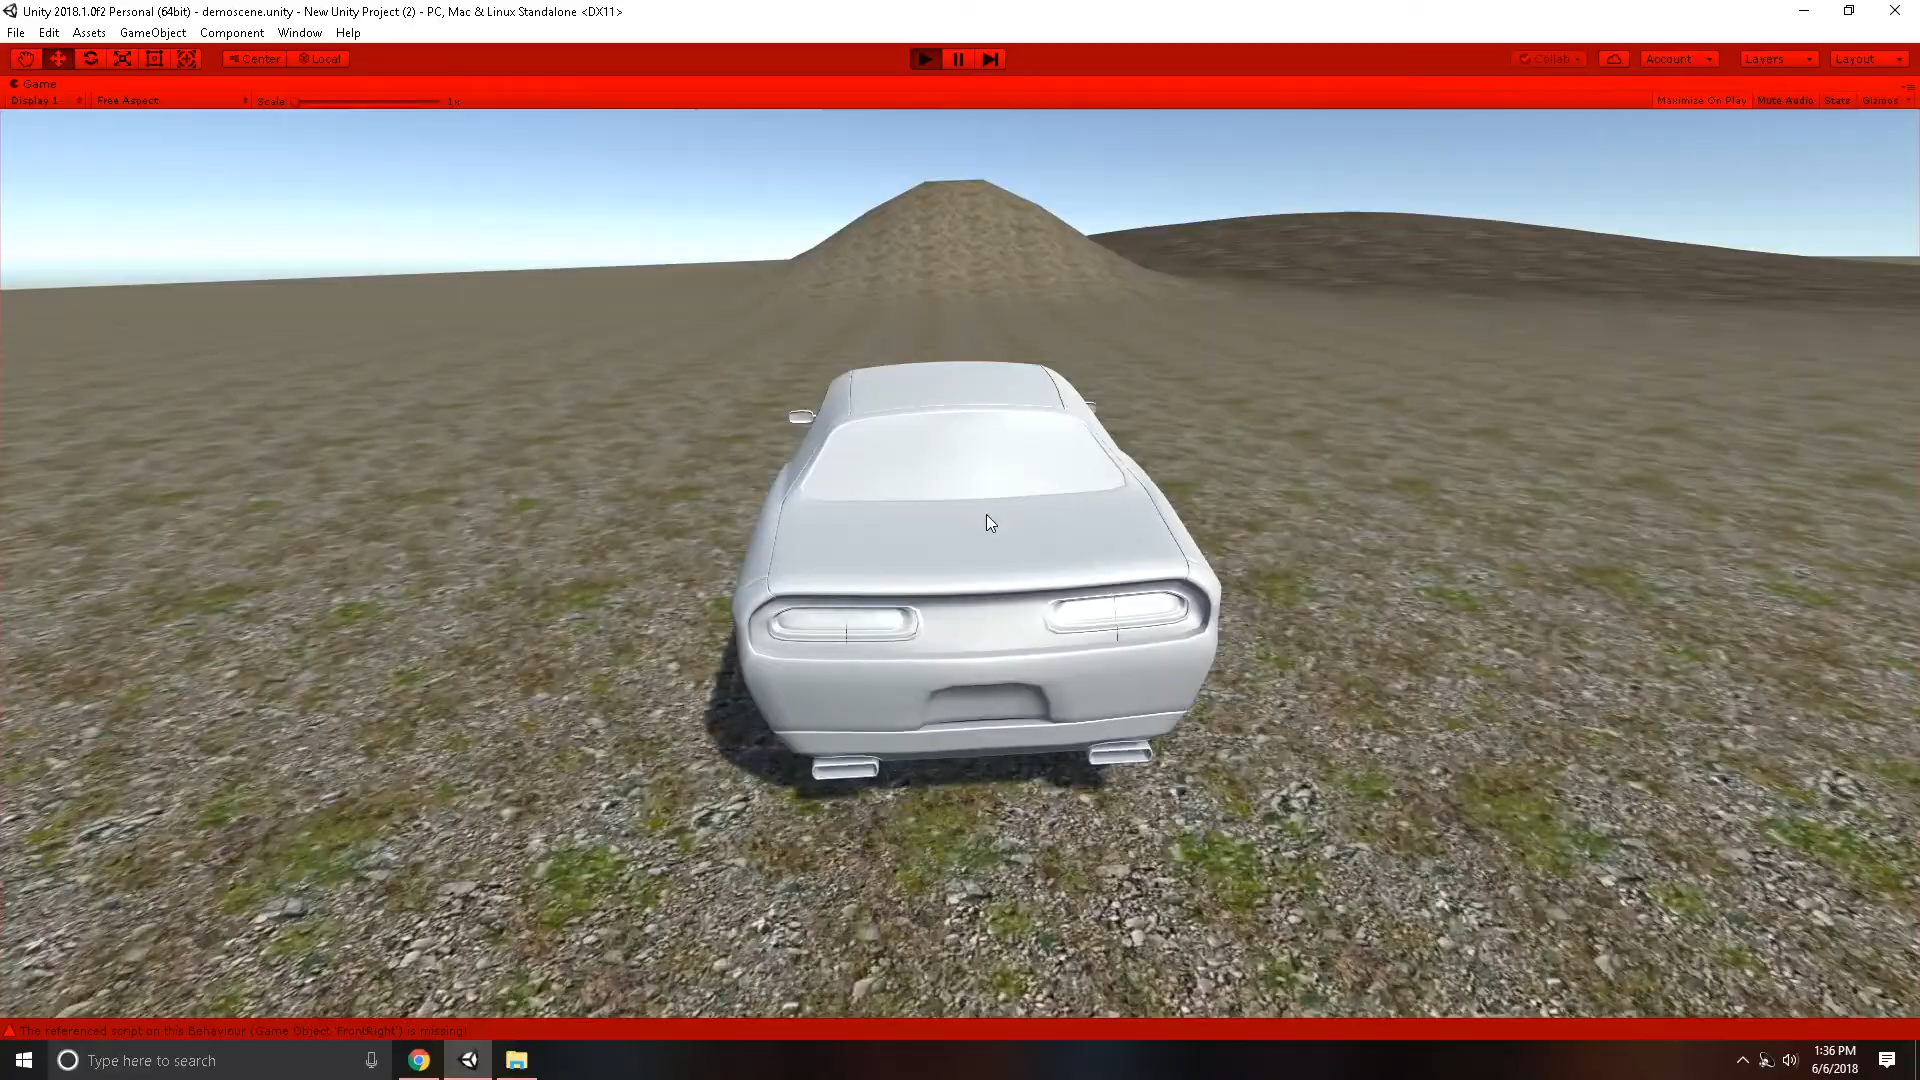 Unity 2018.1.0f2 Personal (64bit) - demoscene.unity - New Unity Project (2) - PC, Mac & Linux Standalone <DX11>
File Edit Assets GameObject Component Window Help
Center Local Collab Account Layers Layout
Game
Display 1 Free Aspect Scale 1x Maximize On Play Mute Audio Stats Gizmos
The referenced script on this Behaviour (Game Object 'FrontRight') is missing!
Type here to search
1:36 PM
6/6/2018